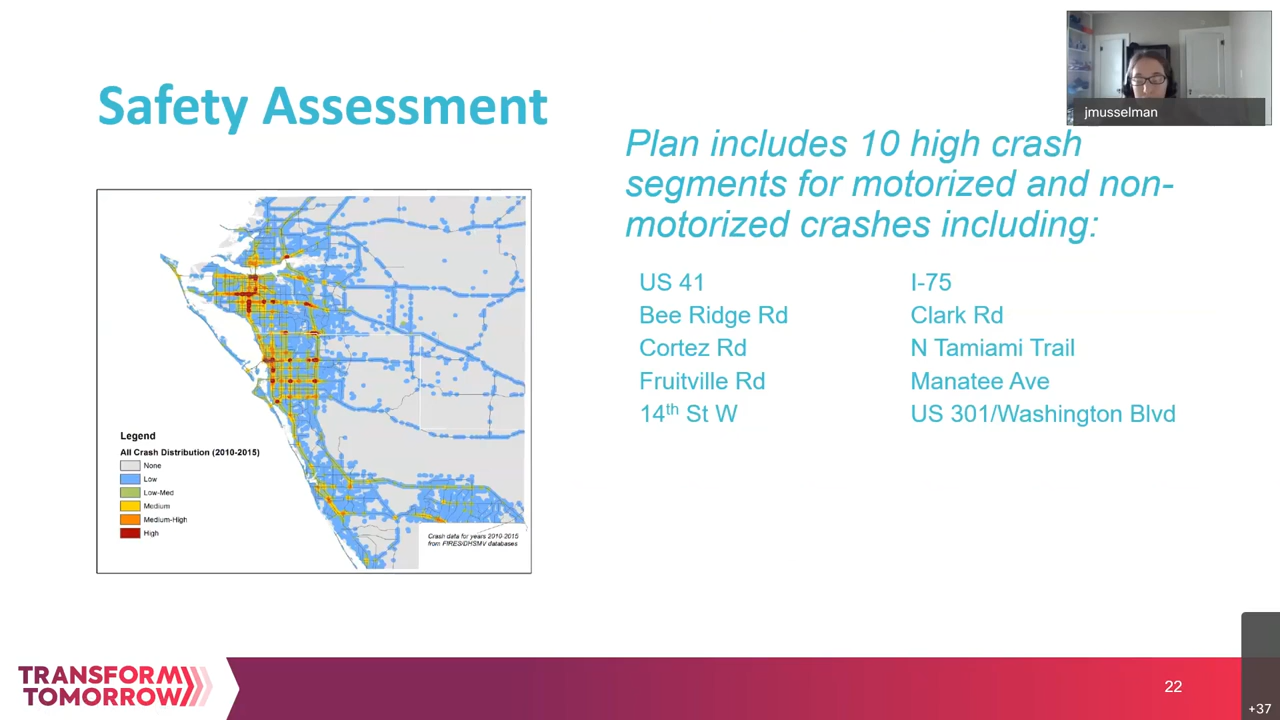 jmusselman
Safety Assessment
Plan includes 10 high crash
segments for motorized and non-
motorized crashes including:
US 41
Bee Ridge Rd
Cortez Rd
Fruitville Rd
14th St W
I-75
Clark Rd
N Tamiami Trail
Manatee Ave
US 301/Washington Blvd
Legend
All Crash Distribution (2010-2015)
None
Low
Low-Med
Medium
Medium-High
High
Crash data for years 2010-2015
from FIRES/DHSMV databases
TRANSFORM
TOMORROW
22
+37